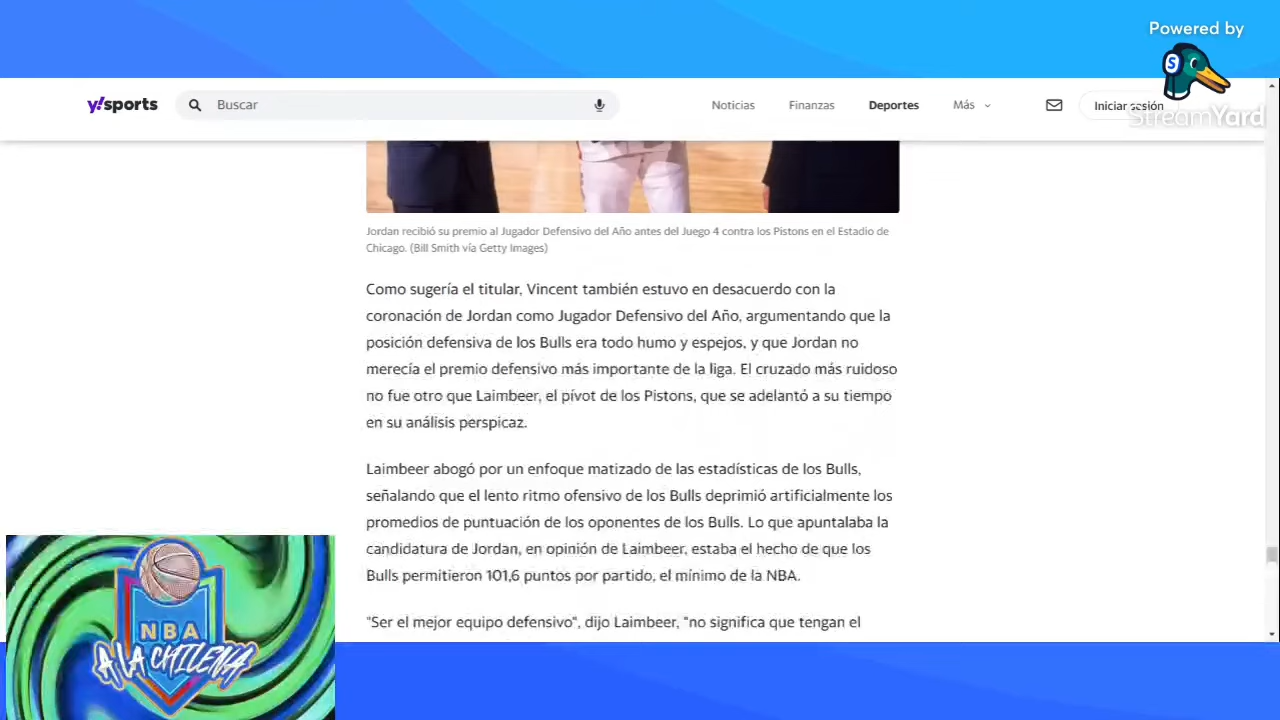 Powered by
S
StreamYard
y!sports
Buscar
Noticias
Finanzas
Deportes
Más
Iniciar sesión
Jordan recibió su premio al Jugador Defensivo del Año antes del Juego 4 contra los Pistons en el Estadio de
Chicago. (Bill Smith vía Getty Images)
Como sugería el titular, Vincent también estuvo en desacuerdo con la
coronación de Jordan como Jugador Defensivo del Año, argumentando que la
posición defensiva de los Bulls era todo humo y espejos, y que Jordan no
merecía el premio defensivo más importante de la liga. El cruzado más ruidoso
no fue otro que Laimbeer, el pívot de los Pistons, que se adelantó a su tiempo
en su análisis perspicaz.
Laimbeer abogó por un enfoque matizado de las estadísticas de los Bulls,
señalando que el lento ritmo ofensivo de los Bulls deprimió artificialmente los
promedios de puntuación de los oponentes de los Bulls. Lo que apuntalaba la
candidatura de Jordan, en opinión de Laimbeer, estaba el hecho de que los
Bulls permitieron 101,6 puntos por partido, el mínimo de la NBA.
"Ser el mejor equipo defensivo", dijo Laimbeer, "no significa que tengan el
NBA
A LA CHILENA